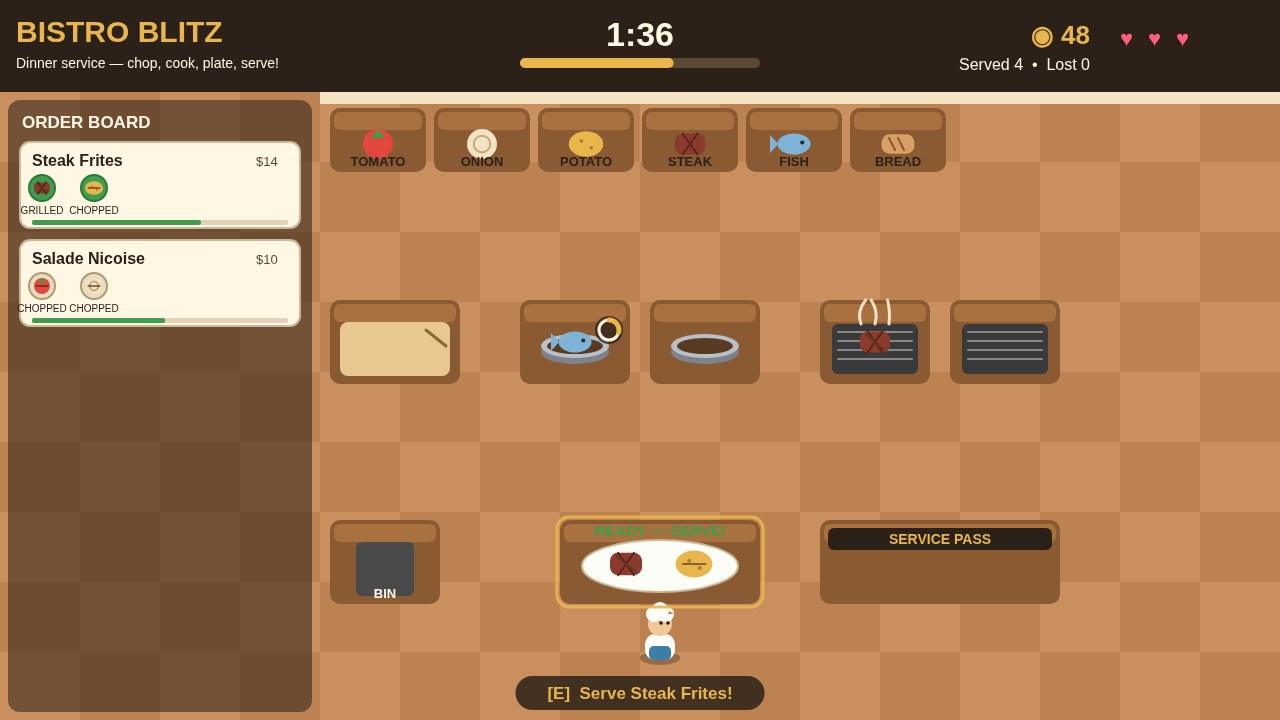 BISTRO BLITZ
Dinner service — chop, cook, plate, serve!
1:36
◉ 48
Served 4 • Lost 0
ORDER BOARD
Steak Frites $14
GRILLED CHOPPED
Salade Nicoise $10
CHOPPED CHOPPED
TOMATO ONION POTATO STEAK FISH BREAD
BIN
READY — SERVE!
SERVICE PASS
[E] Serve Steak Frites!